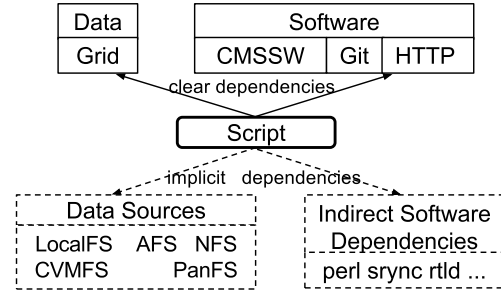 Data
Software
Grid
CMSSW Git HTTP
clear dependencies
Script
implicit dependencies
Data Sources
LocalFS AFS NFS
CVMFS PanFS
Indirect Software
Dependencies
perl srync rtld ...